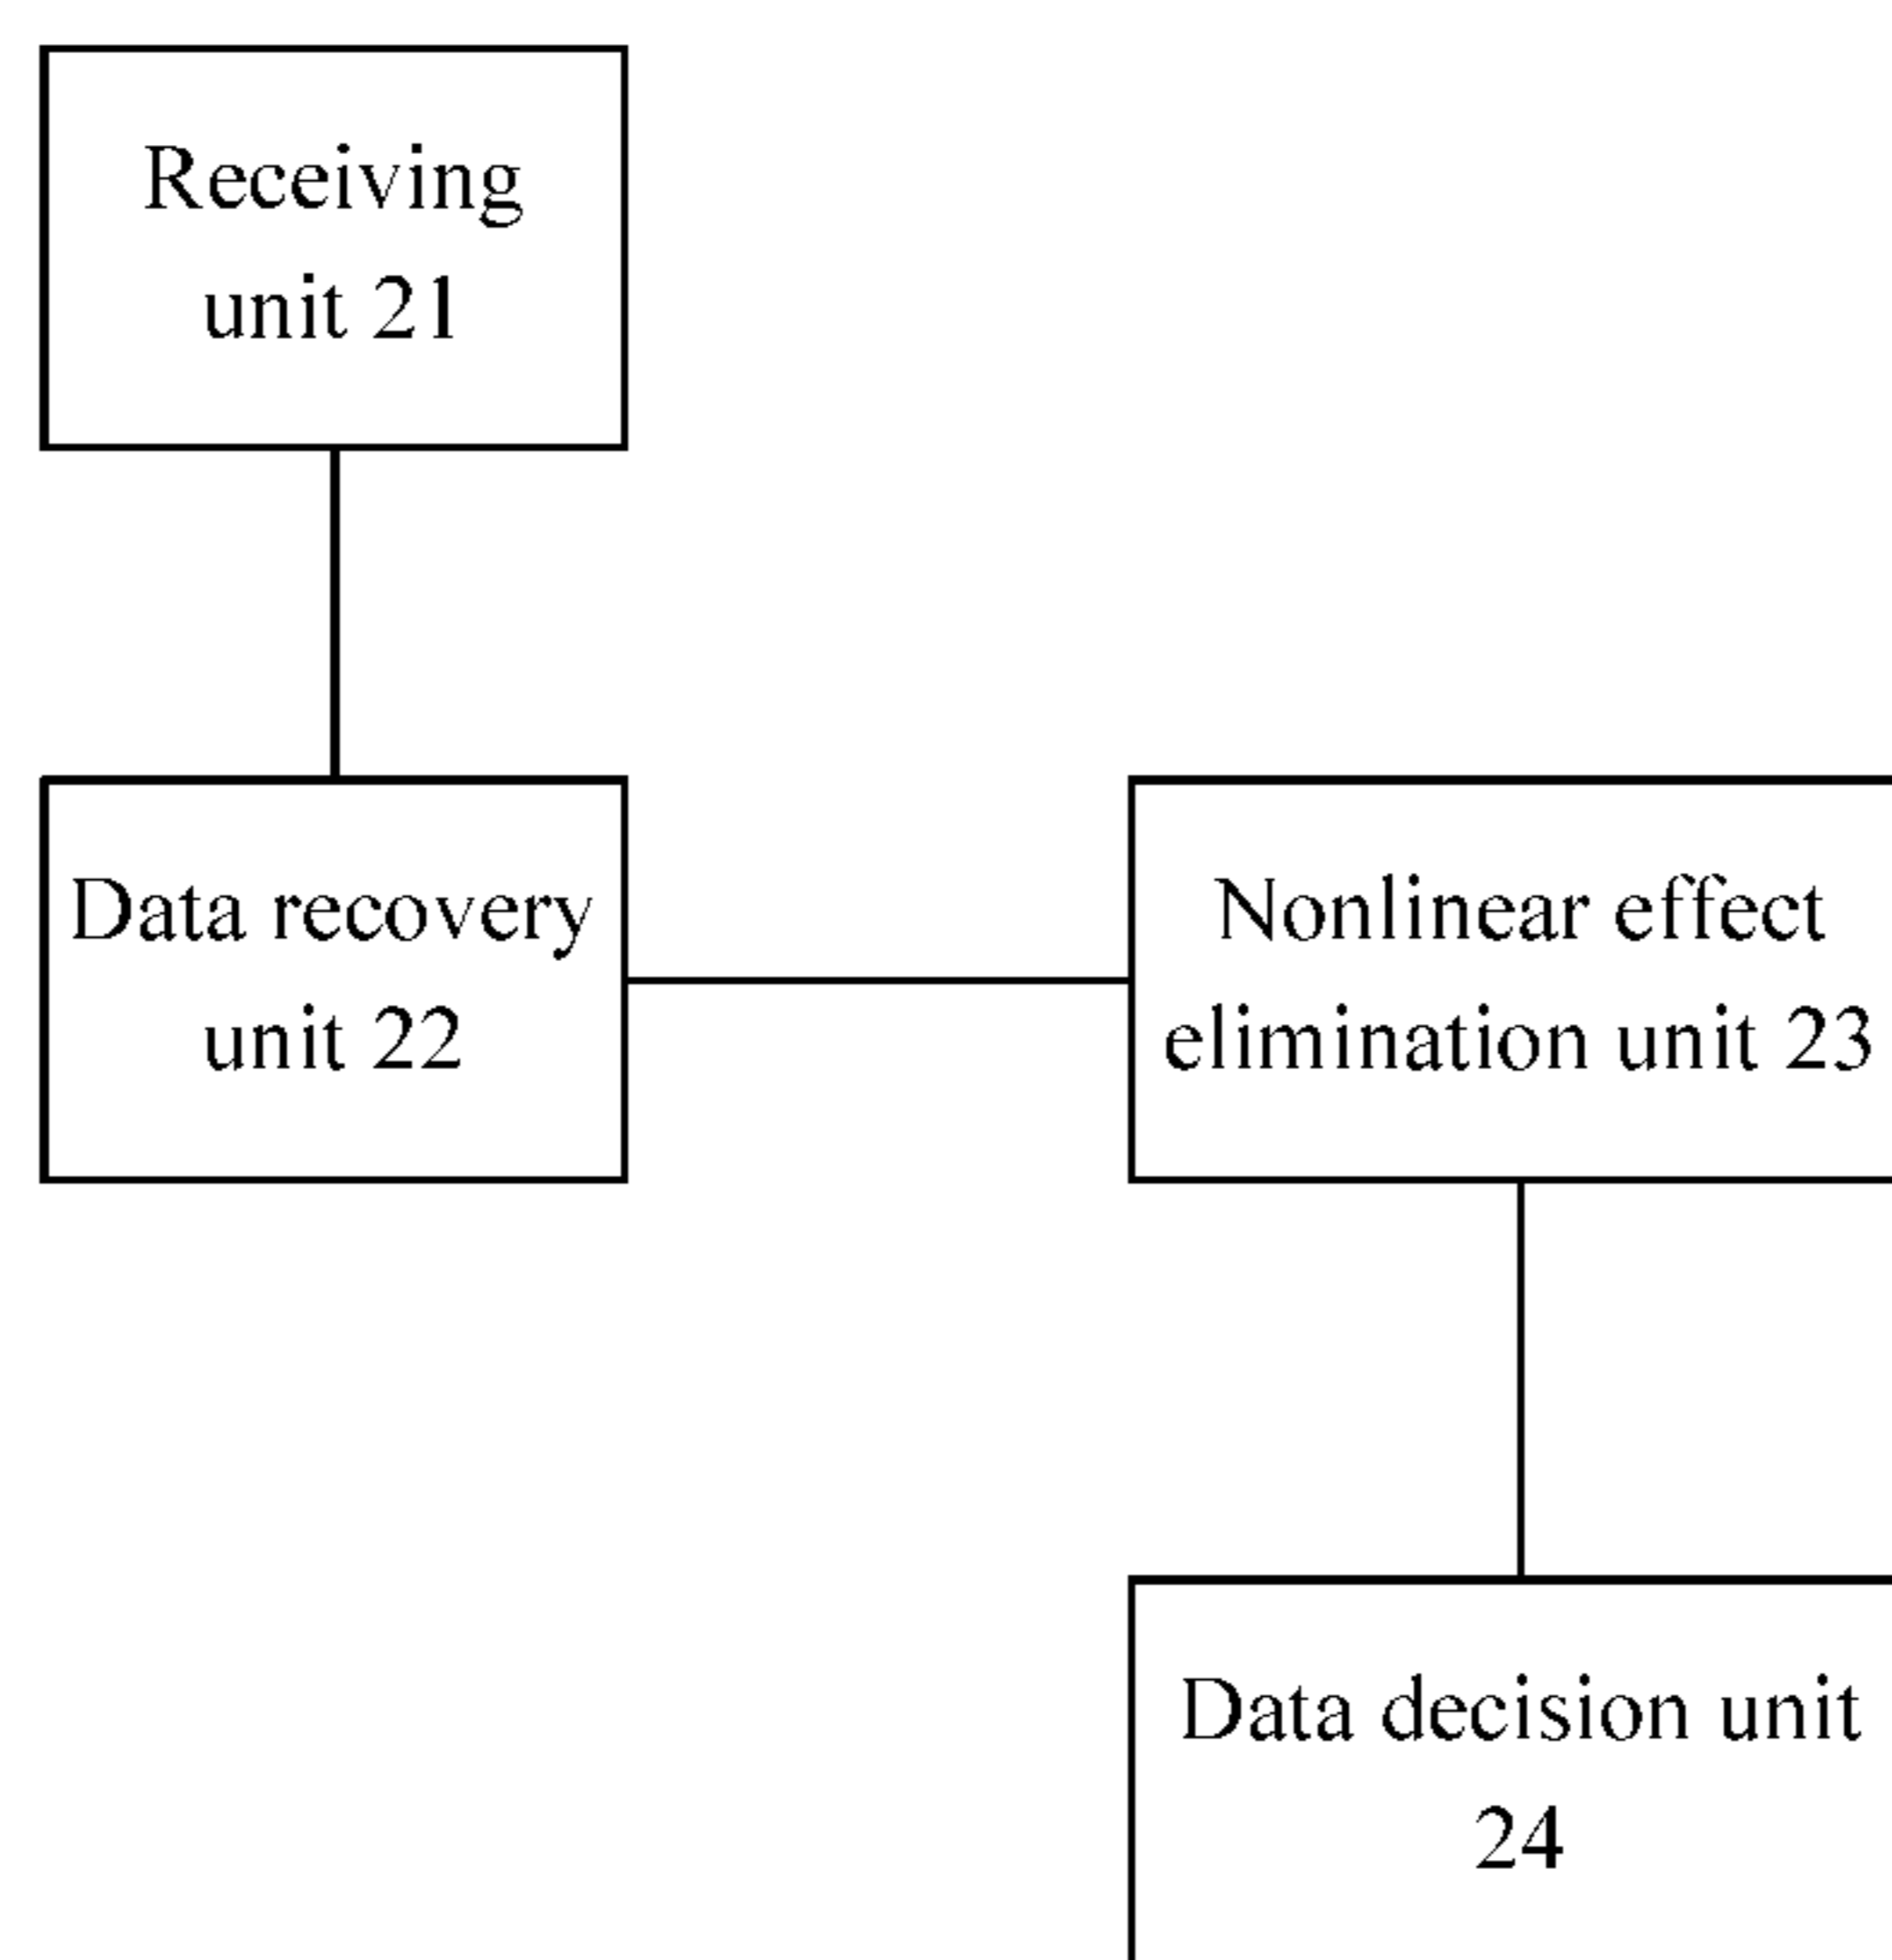 Receiving
unit 21
Data recovery
unit 22
Nonlinear effect
elimination unit 23
Data decision unit
24